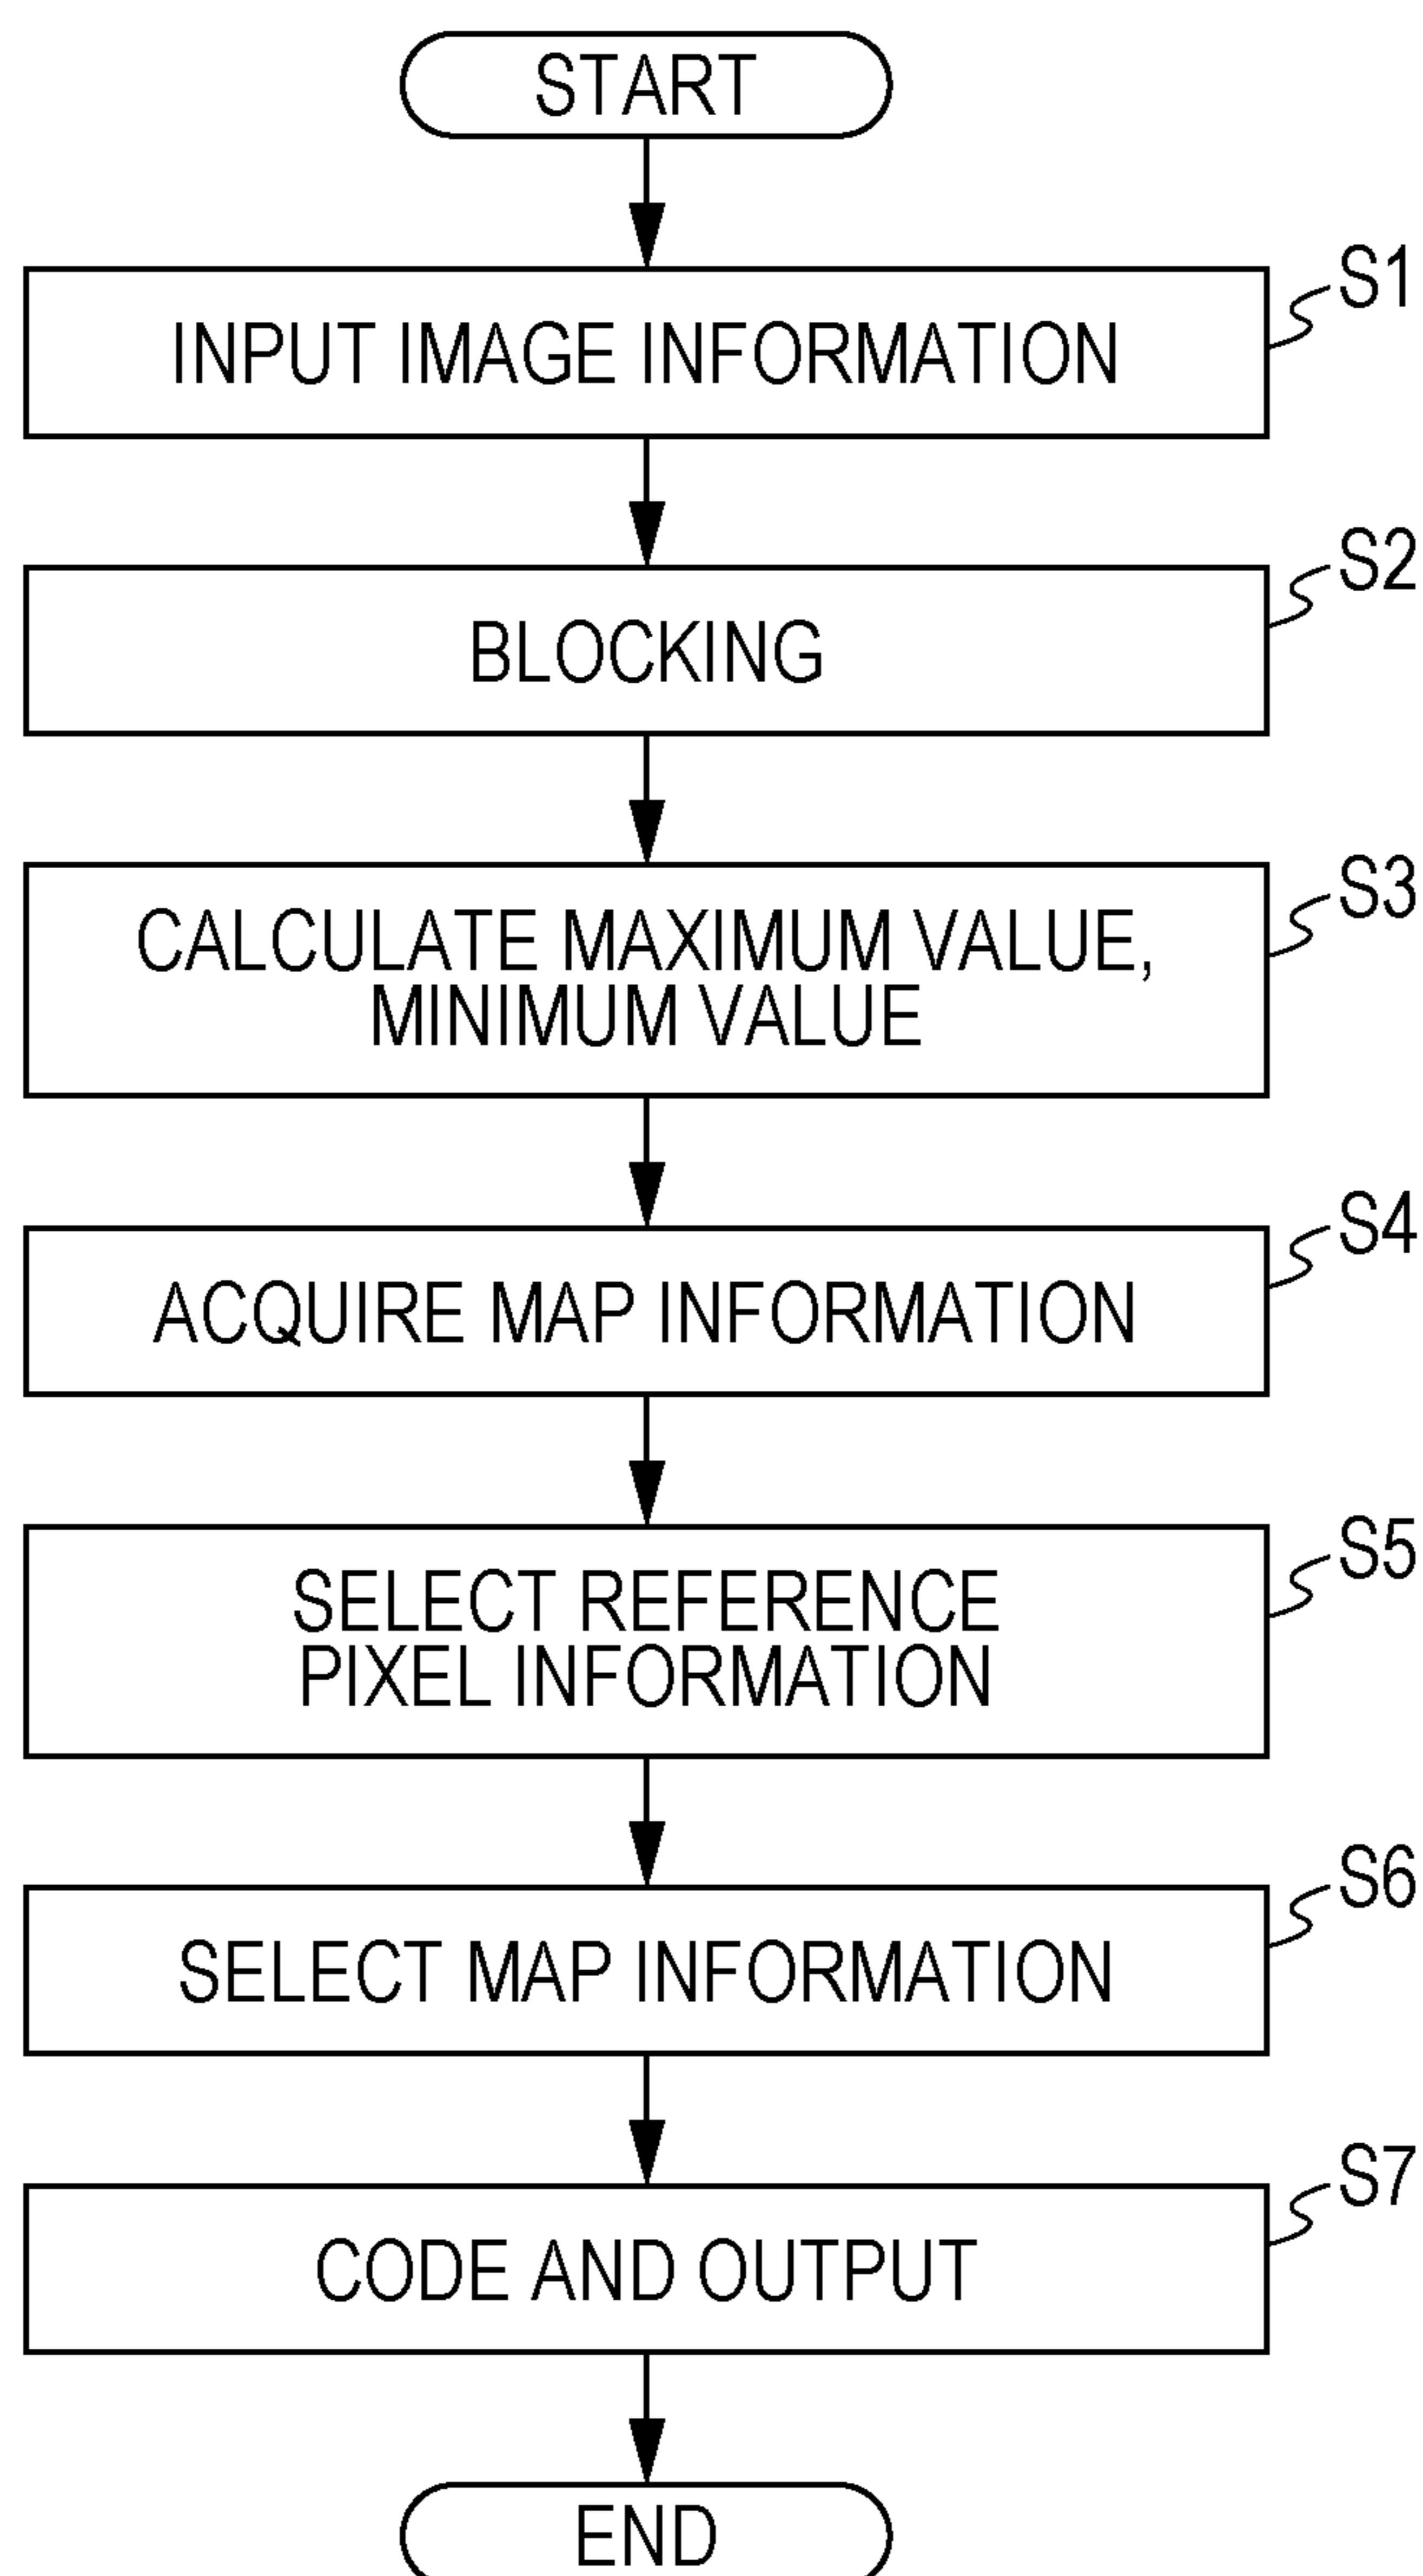 START
S1
INPUT IMAGE INFORMATION
S2
BLOCKING
S3
CALCULATE MAXIMUM VALUE,
MINIMUM VALUE
S4
ACQUIRE MAP INFORMATION
S5
SELECT REFERENCE
PIXEL INFORMATION
S6
SELECT MAP INFORMATION
S7
CODE AND OUTPUT
END